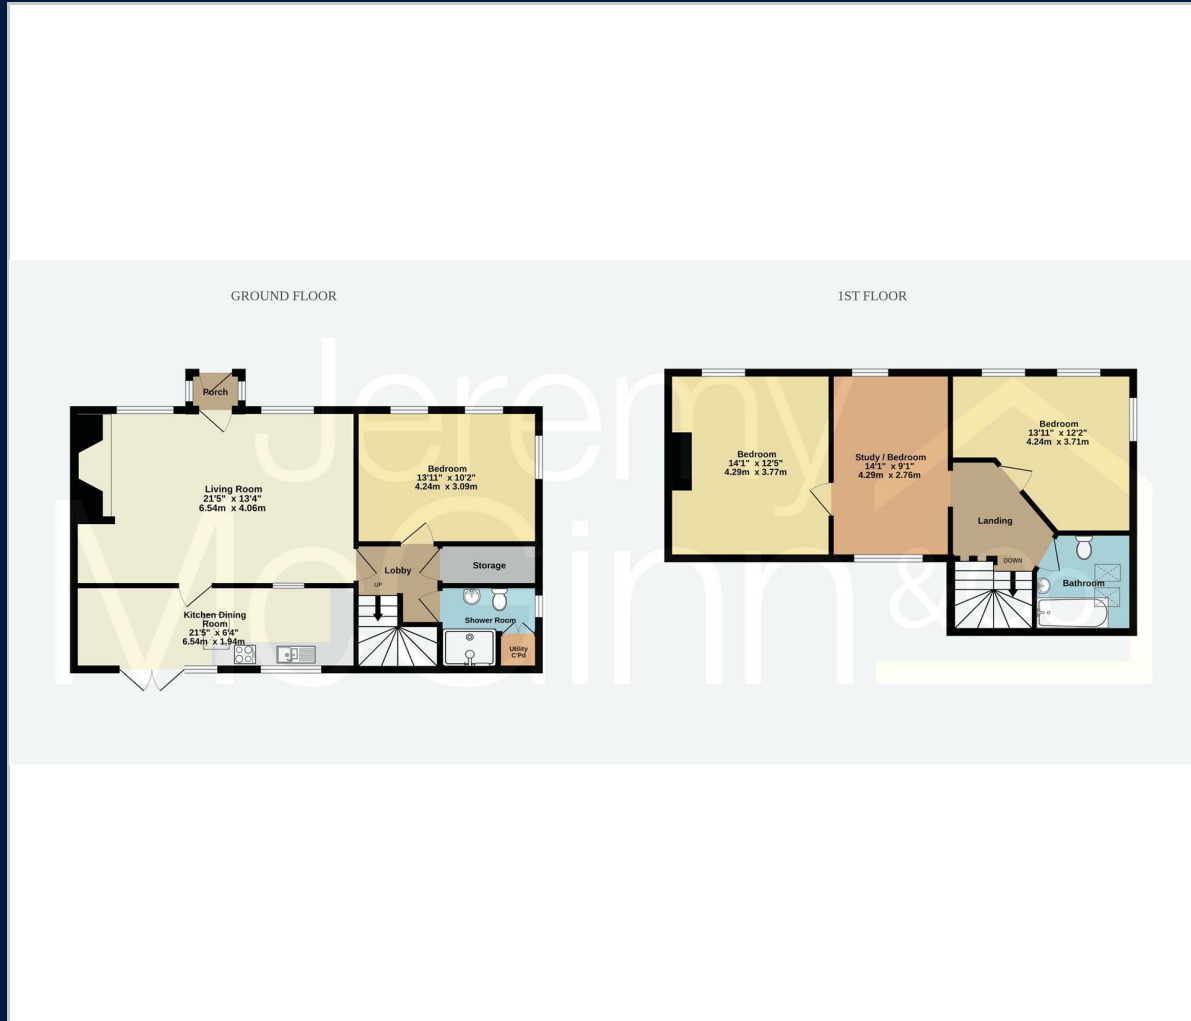 GROUND FLOOR
1ST FLOOR
Jeremy
McGinn & Co
Porch
Living Room
21'5" x 13'4"
6.54m x 4.06m
Bedroom
13'11" x 10'2"
4.24m x 3.09m
Lobby
UP
Storage
Kitchen Dining
Room
21'5" x 6'4"
6.54m x 1.94m
Shower Room
Utility
C'Pd
Bedroom
14'1" x 12'5"
4.29m x 3.77m
Study / Bedroom
14'1" x 9'1"
4.29m x 2.76m
Bedroom
13'11" x 12'2"
4.24m x 3.71m
Landing
DOWN
Bathroom